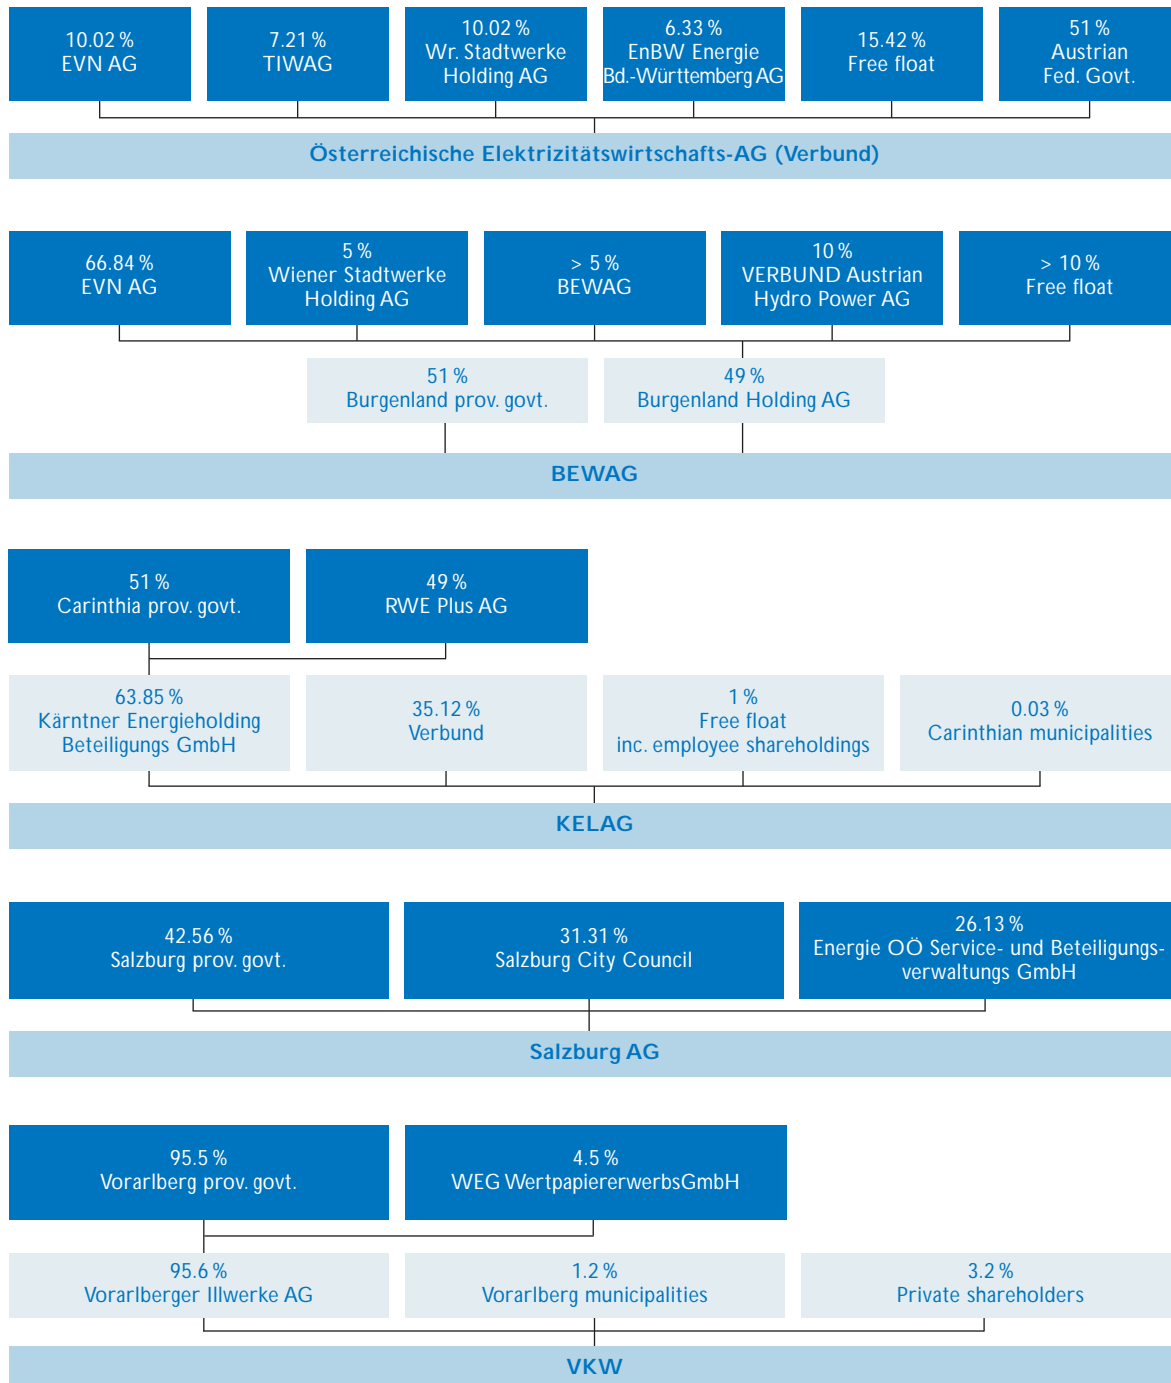 10.02 %
EVN AG
7.21 %
TIWAG
10.02 %
Wr. Stadtwerke
Holding AG
6.33 %
EnBW Energie
Bd.-Württemberg AG
15.42 %
Free float
51 %
Austrian
Fed. Govt.
Österreichische Elektrizitätswirtschafts-AG (Verbund)
66.84 %
EVN AG
5 %
Wiener Stadtwerke
Holding AG
> 5 %
BEWAG
10 %
VERBUND Austrian
Hydro Power AG
> 10 %
Free float
51 %
Burgenland prov. govt.
49 %
Burgenland Holding AG
BEWAG
51 %
Carinthia prov. govt.
49 %
RWE Plus AG
63.85 %
Kärntner Energieholding
Beteiligungs GmbH
35.12 %
Verbund
1 %
Free float
inc. employee shareholdings
0.03 %
Carinthian municipalities
KELAG
42.56 %
Salzburg prov. govt.
31.31 %
Salzburg City Council
26.13 %
Energie OÖ Service- und Beteiligungs-
verwaltungs GmbH
Salzburg AG
95.5 %
Vorarlberg prov. govt.
4.5 %
WEG WertpapiererwerbsGmbH
95.6 %
Vorarlberger Illwerke AG
1.2 %
Vorarlberg municipalities
3.2 %
Private shareholders
VKW